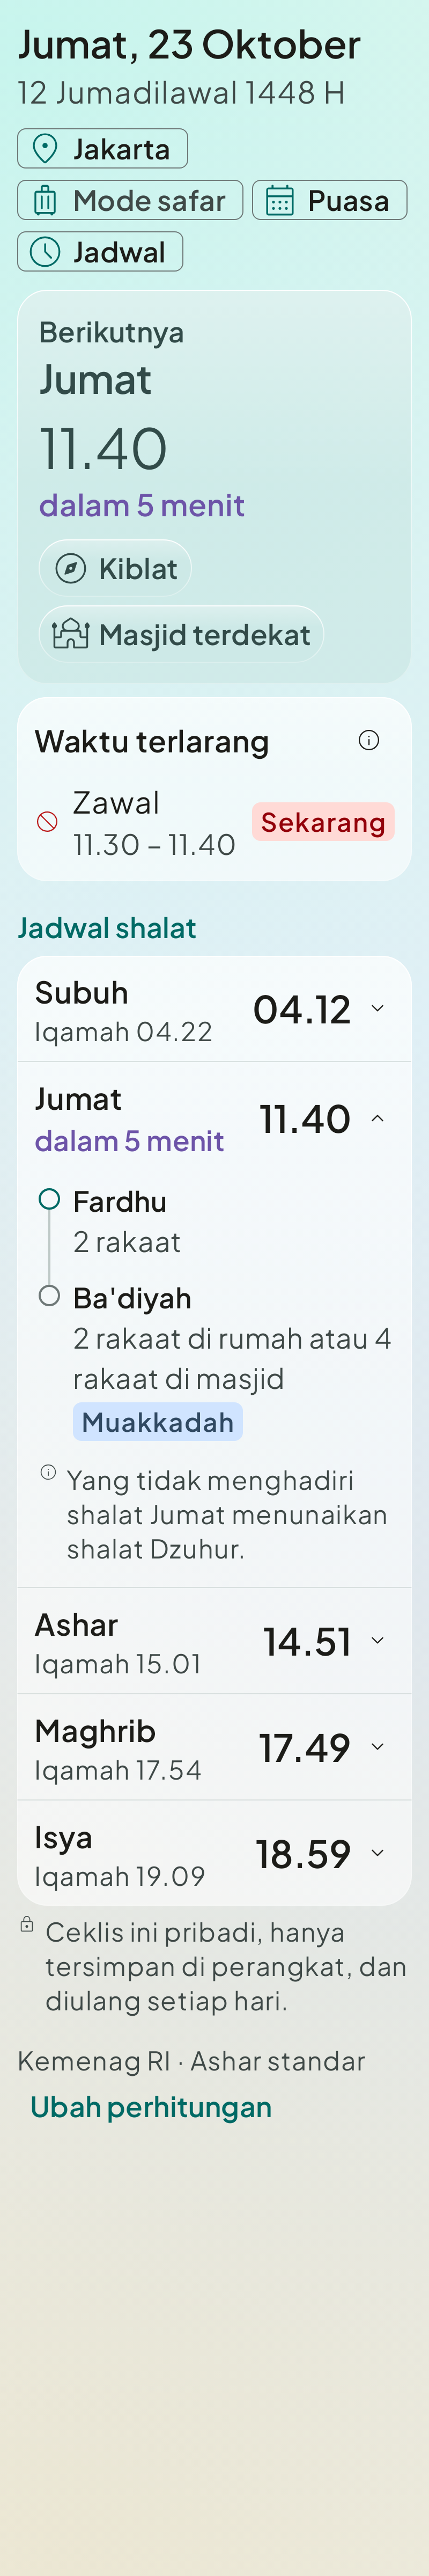 Jumat, 23 Oktober
12 Jumadilawal 1448 H
Jakarta
Mode safar
Puasa
Jadwal
Berikutnya
Jumat
11.40
dalam 5 menit
Kiblat
Masjid terdekat
Waktu terlarang
Zawal
11.30 – 11.40
Sekarang
Jadwal shalat
Subuh
04.12
Iqamah 04.22
Jumat
11.40
dalam 5 menit
Fardhu
2 rakaat
Ba'diyah
2 rakaat di rumah atau 4
rakaat di masjid
Muakkadah
Yang tidak menghadiri
shalat Jumat menunaikan
shalat Dzuhur.
Ashar
14.51
Iqamah 15.01
Maghrib
17.49
Iqamah 17.54
Isya
18.59
Iqamah 19.09
Ceklis ini pribadi, hanya
tersimpan di perangkat, dan
diulang setiap hari.
Kemenag RI · Ashar standar
Ubah perhitungan